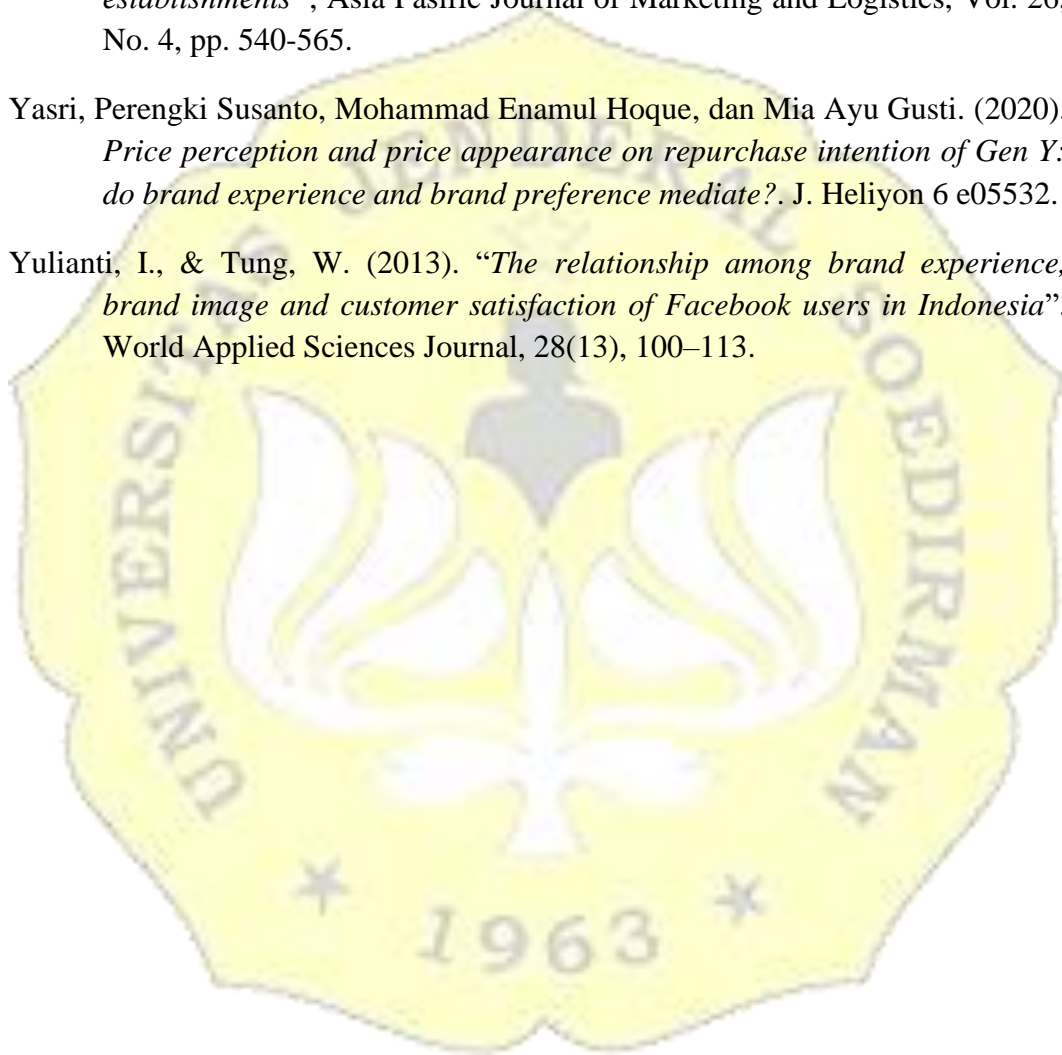 establishments”, Asia Pasific Journal of Marketing and Logistics, Vol. 26,
No. 4, pp. 540-565.
Yasri, Perengki Susanto, Mohammad Enamul Hoque, dan Mia Ayu Gusti. (2020).
Price perception and price appearance on repurchase intention of Gen Y:
do brand experience and brand preference mediate?. J. Heliyon 6 e05532.
Yulianti, I., & Tung, W. (2013). “The relationship among brand experience,
brand image and customer satisfaction of Facebook users in Indonesia”.
World Applied Sciences Journal, 28(13), 100–113.
UNIVERSITAS JENDERAL SOEDIRMAN
1963